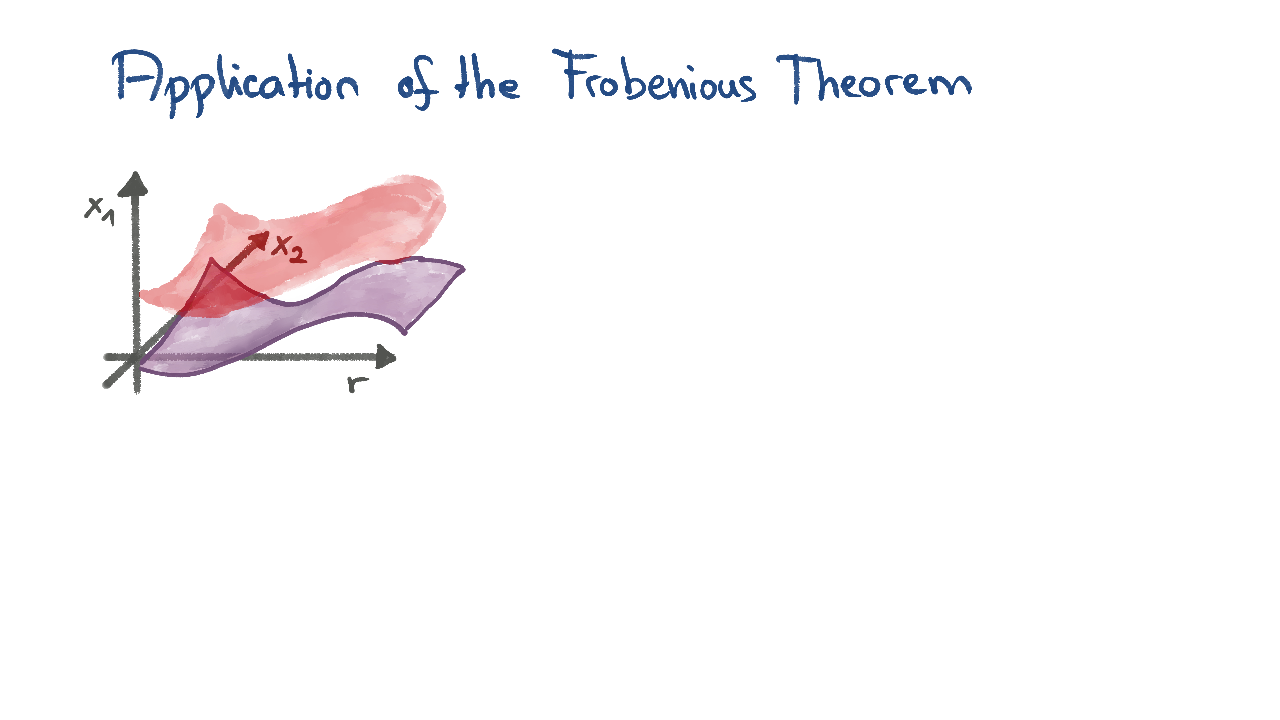 Application of the Frobenious Theorem
x₁
x₂
r